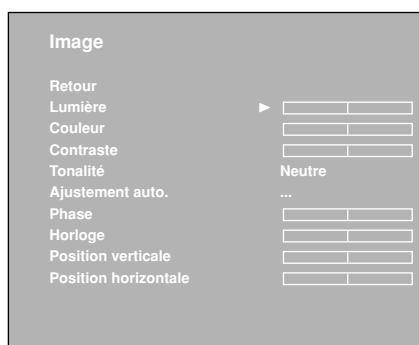 Image
Retour
Lumière
Couleur
Contraste
Tonalité Neutre
Ajustement auto. ...
Phase
Horloge
Position verticale
Position horizontale